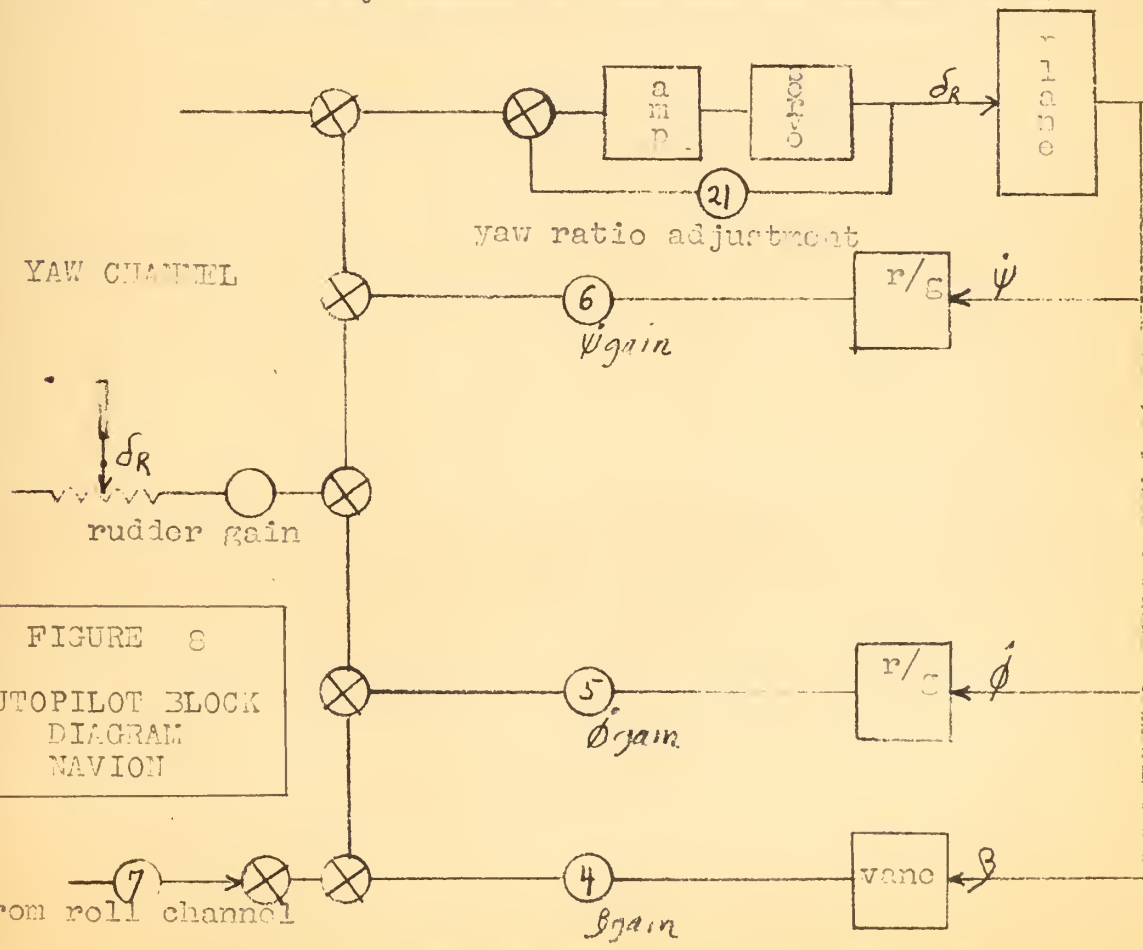 amp
servo
δR
plane
21
yaw ratio adjustment
YAW CHANNEL
6
r/g
ψ̇
ψ̇ gain
δR
rudder gain
FIGURE 8
UTOPILOT BLOCK
DIAGRAM
NAVION
5
r/g
φ̇
φ̇ gain
7
4
vane
β
rom roll channel
β gain